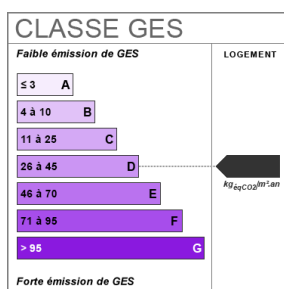 CLASSE GES
Faible émission de GES
LOGEMENT
≤ 3 A
4 à 10 B
11 à 25 C
26 à 45 D
46 à 70 E
71 à 95 F
> 95 G
kgéqCO2/m².an
Forte émission de GES